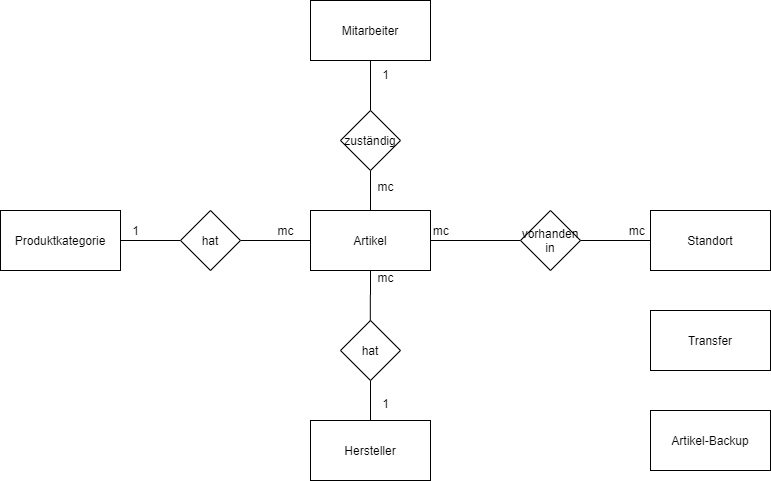 Mitarbeiter
1
zuständig
mc
Produktkategorie
1
hat
mc
Artikel
mc
vorhanden
in
mc
Standort
mc
hat
1
Hersteller
Transfer
Artikel-Backup